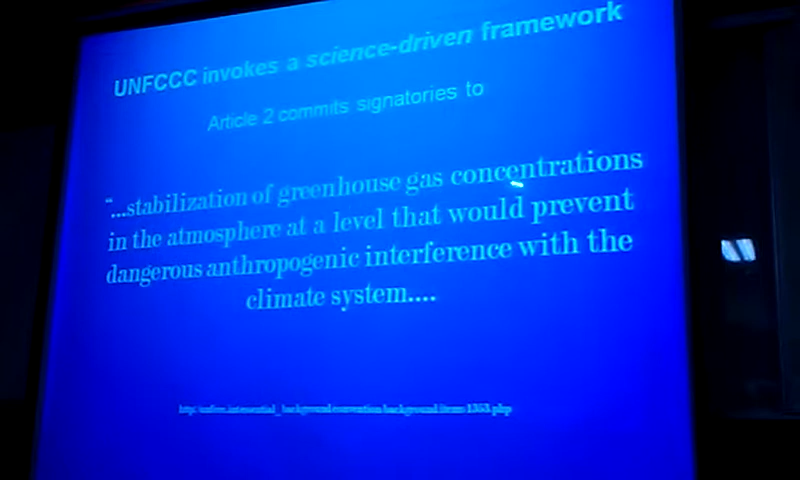 UNFCCC invokes a science-driven framework
Article 2 commits signatories to
“...stabilization of greenhouse gas concentrations
in the atmosphere at a level that would prevent
dangerous anthropogenic interference with the
climate system....